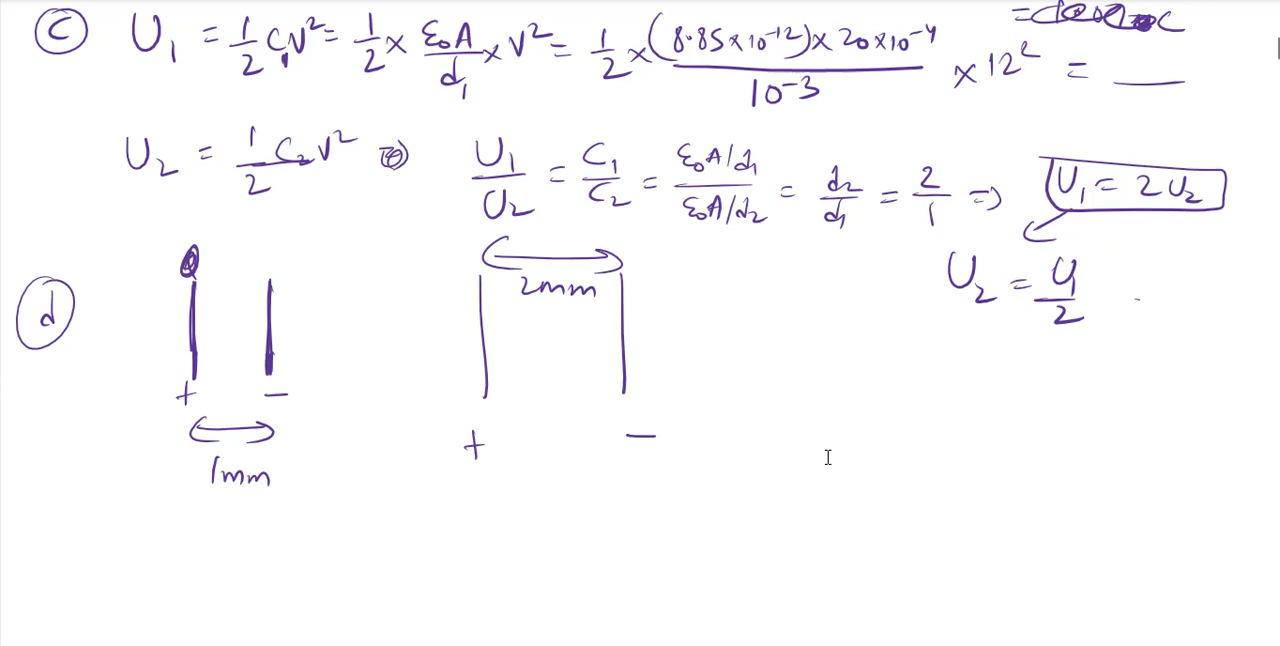 (c) U₁ = 1/2 C₁V² = 1/2 × ε₀A/d₁ × V² = 1/2 × (8.85×10⁻¹²) × 20×10⁻⁴ / 10⁻³ × 12² = ___
U₂ = 1/2 C₂V² U₁/U₂ = C₁/C₂ = (ε₀A/d₁)/(ε₀A/d₂) = d₂/d₁ = 2/1 ⇒ U₁ = 2U₂
U₂ = U₁/2
(d)
2mm
+ −
+ −
1mm